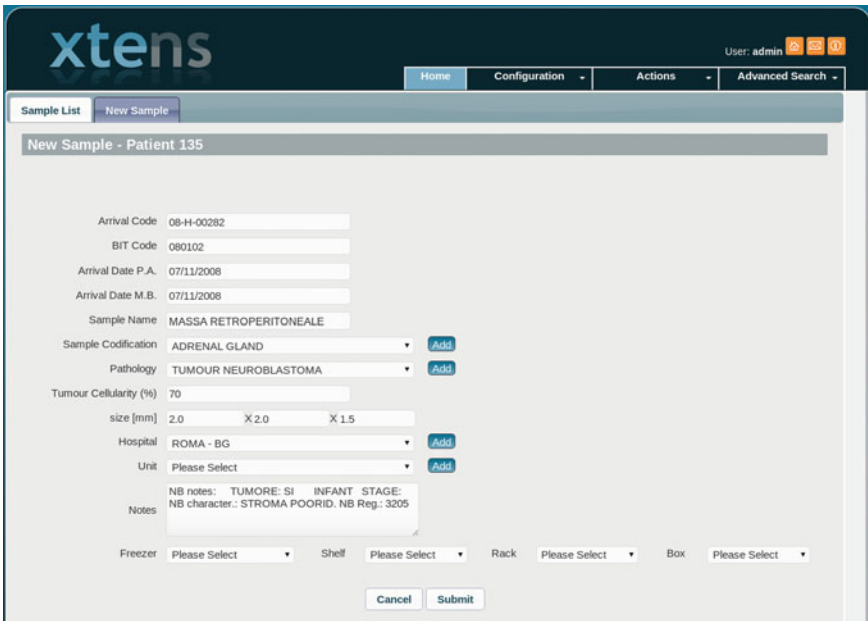 xtens
User: admin
Home Configuration Actions Advanced Search
Sample List New Sample
New Sample - Patient 135
Arrival Code 08-H-00282
BIT Code 080102
Arrival Date P.A. 07/11/2008
Arrival Date M.B. 07/11/2008
Sample Name MASSA RETROPERITONEALE
Sample Codification ADRENAL GLAND Add
Pathology TUMOUR NEUROBLASTOMA Add
Tumour Cellularity (%) 70
size [mm] 2.0 X 2.0 X 1.5
Hospital ROMA - BG Add
Unit Please Select Add
Notes NB notes: TUMORE: SI INFANT STAGE:
NB character.: STROMA POORID. NB Reg.: 3205
Freezer Please Select Shelf Please Select Rack Please Select Box Please Select
Cancel Submit